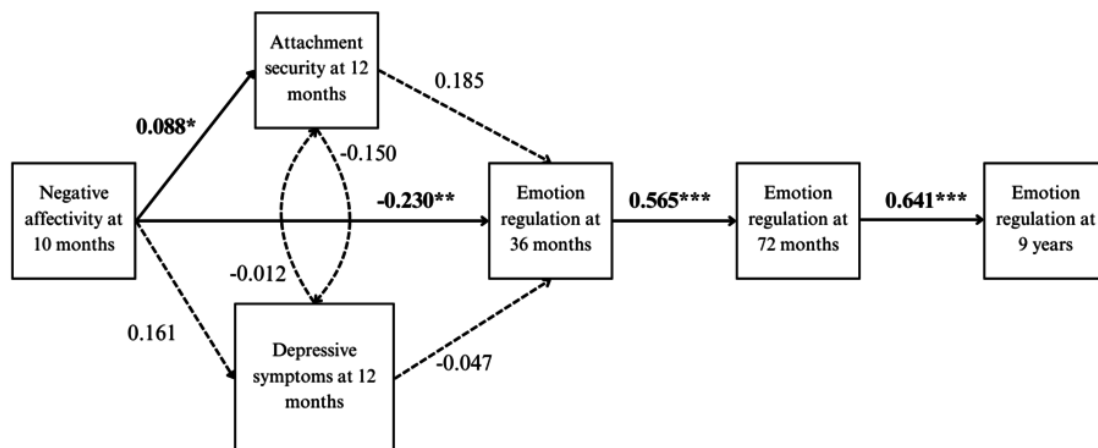 Attachment
security at 12
months
0.185
0.088*
-0.150
Negative
affectivity at
10 months
-0.230**
Emotion
regulation at
36 months
0.565***
Emotion
regulation at
72 months
0.641***
Emotion
regulation at
9 years
-0.012
0.161
Depressive
symptoms at 12
months
-0.047